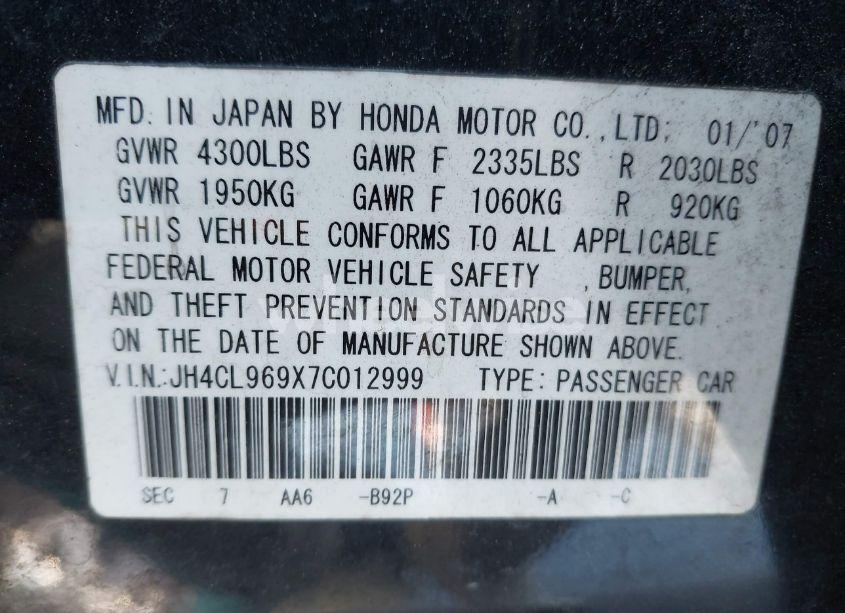 MFD. IN JAPAN BY HONDA MOTOR CO., LTD. 01/'07
GVWR 4300LBS GAWR F 2335LBS R 2030LBS
GVWR 1950KG GAWR F 1060KG R 920KG
THIS VEHICLE CONFORMS TO ALL APPLICABLE
FEDERAL MOTOR VEHICLE SAFETY , BUMPER,
AND THEFT PREVENTION STANDARDS IN EFFECT
ON THE DATE OF MANUFACTURE SHOWN ABOVE.
V.I.N.:JH4CL969X7C012999 TYPE: PASSENGER CAR
SEC 7 AA6 -B92P -A -C